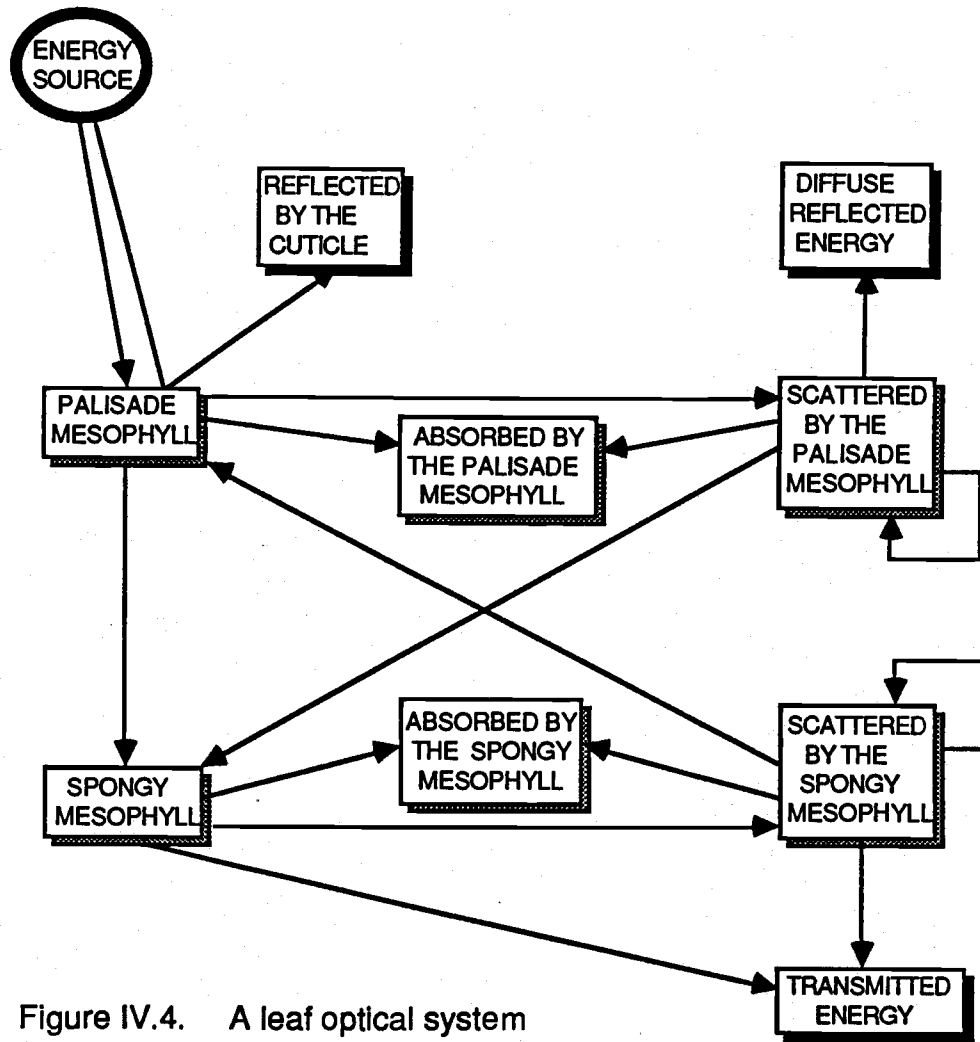 ENERGY
SOURCE
REFLECTED
BY THE
CUTICLE
DIFFUSE
REFLECTED
ENERGY
PALISADE
MESOPHYLL
ABSORBED BY
THE PALISADE
MESOPHYLL
SCATTERED
BY THE
PALISADE
MESOPHYLL
SPONGY
MESOPHYLL
ABSORBED BY
THE SPONGY
MESOPHYLL
SCATTERED
BY THE
SPONGY
MESOPHYLL
TRANSMITTED
ENERGY
Figure IV.4. A leaf optical system